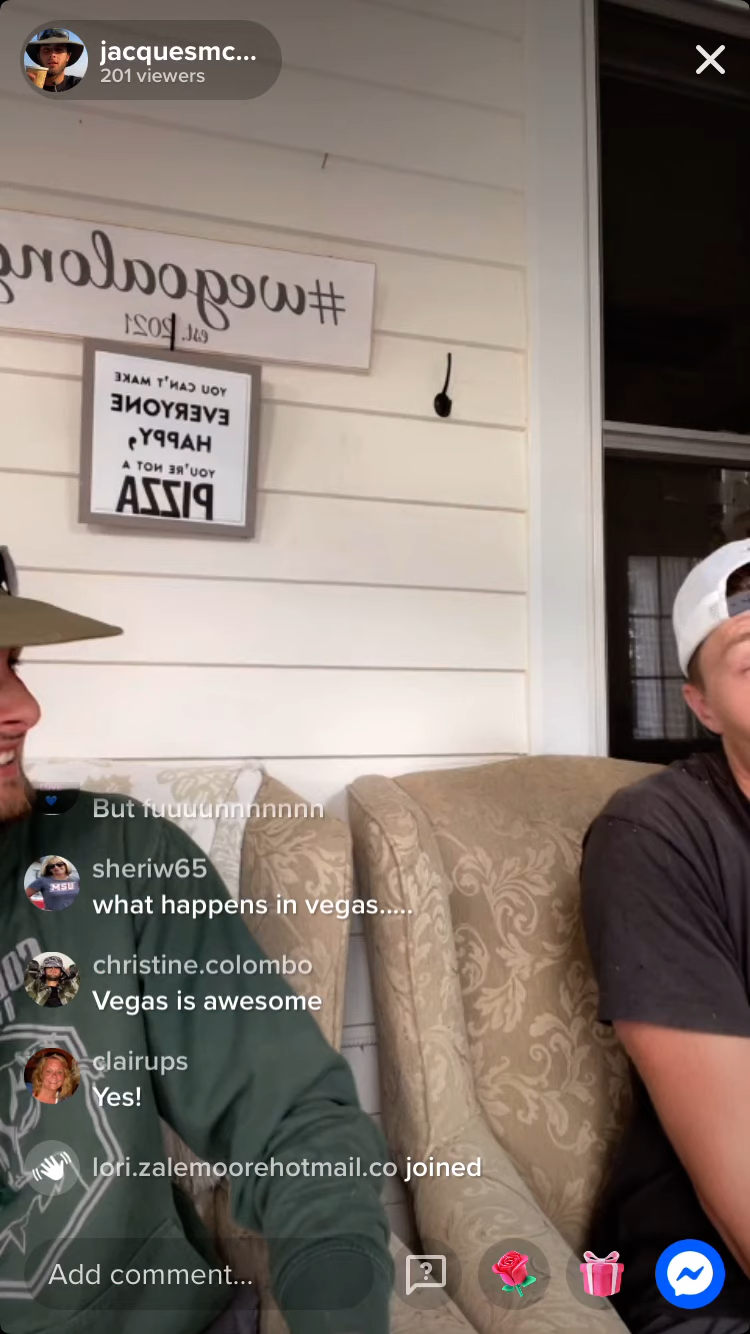 jacquesmc...
201 viewers
#wegoalong
est. 2021
YOU CAN'T MAKE
EVERYONE
HAPPY,
YOU'RE NOT A
PIZZA
But fuuuunnnnnnn
sheriw65
MSU
what happens in vegas.....
christine.colombo
Vegas is awesome
clairups
Yes!
lori.zalemoorehotmail.co joined
Add comment...